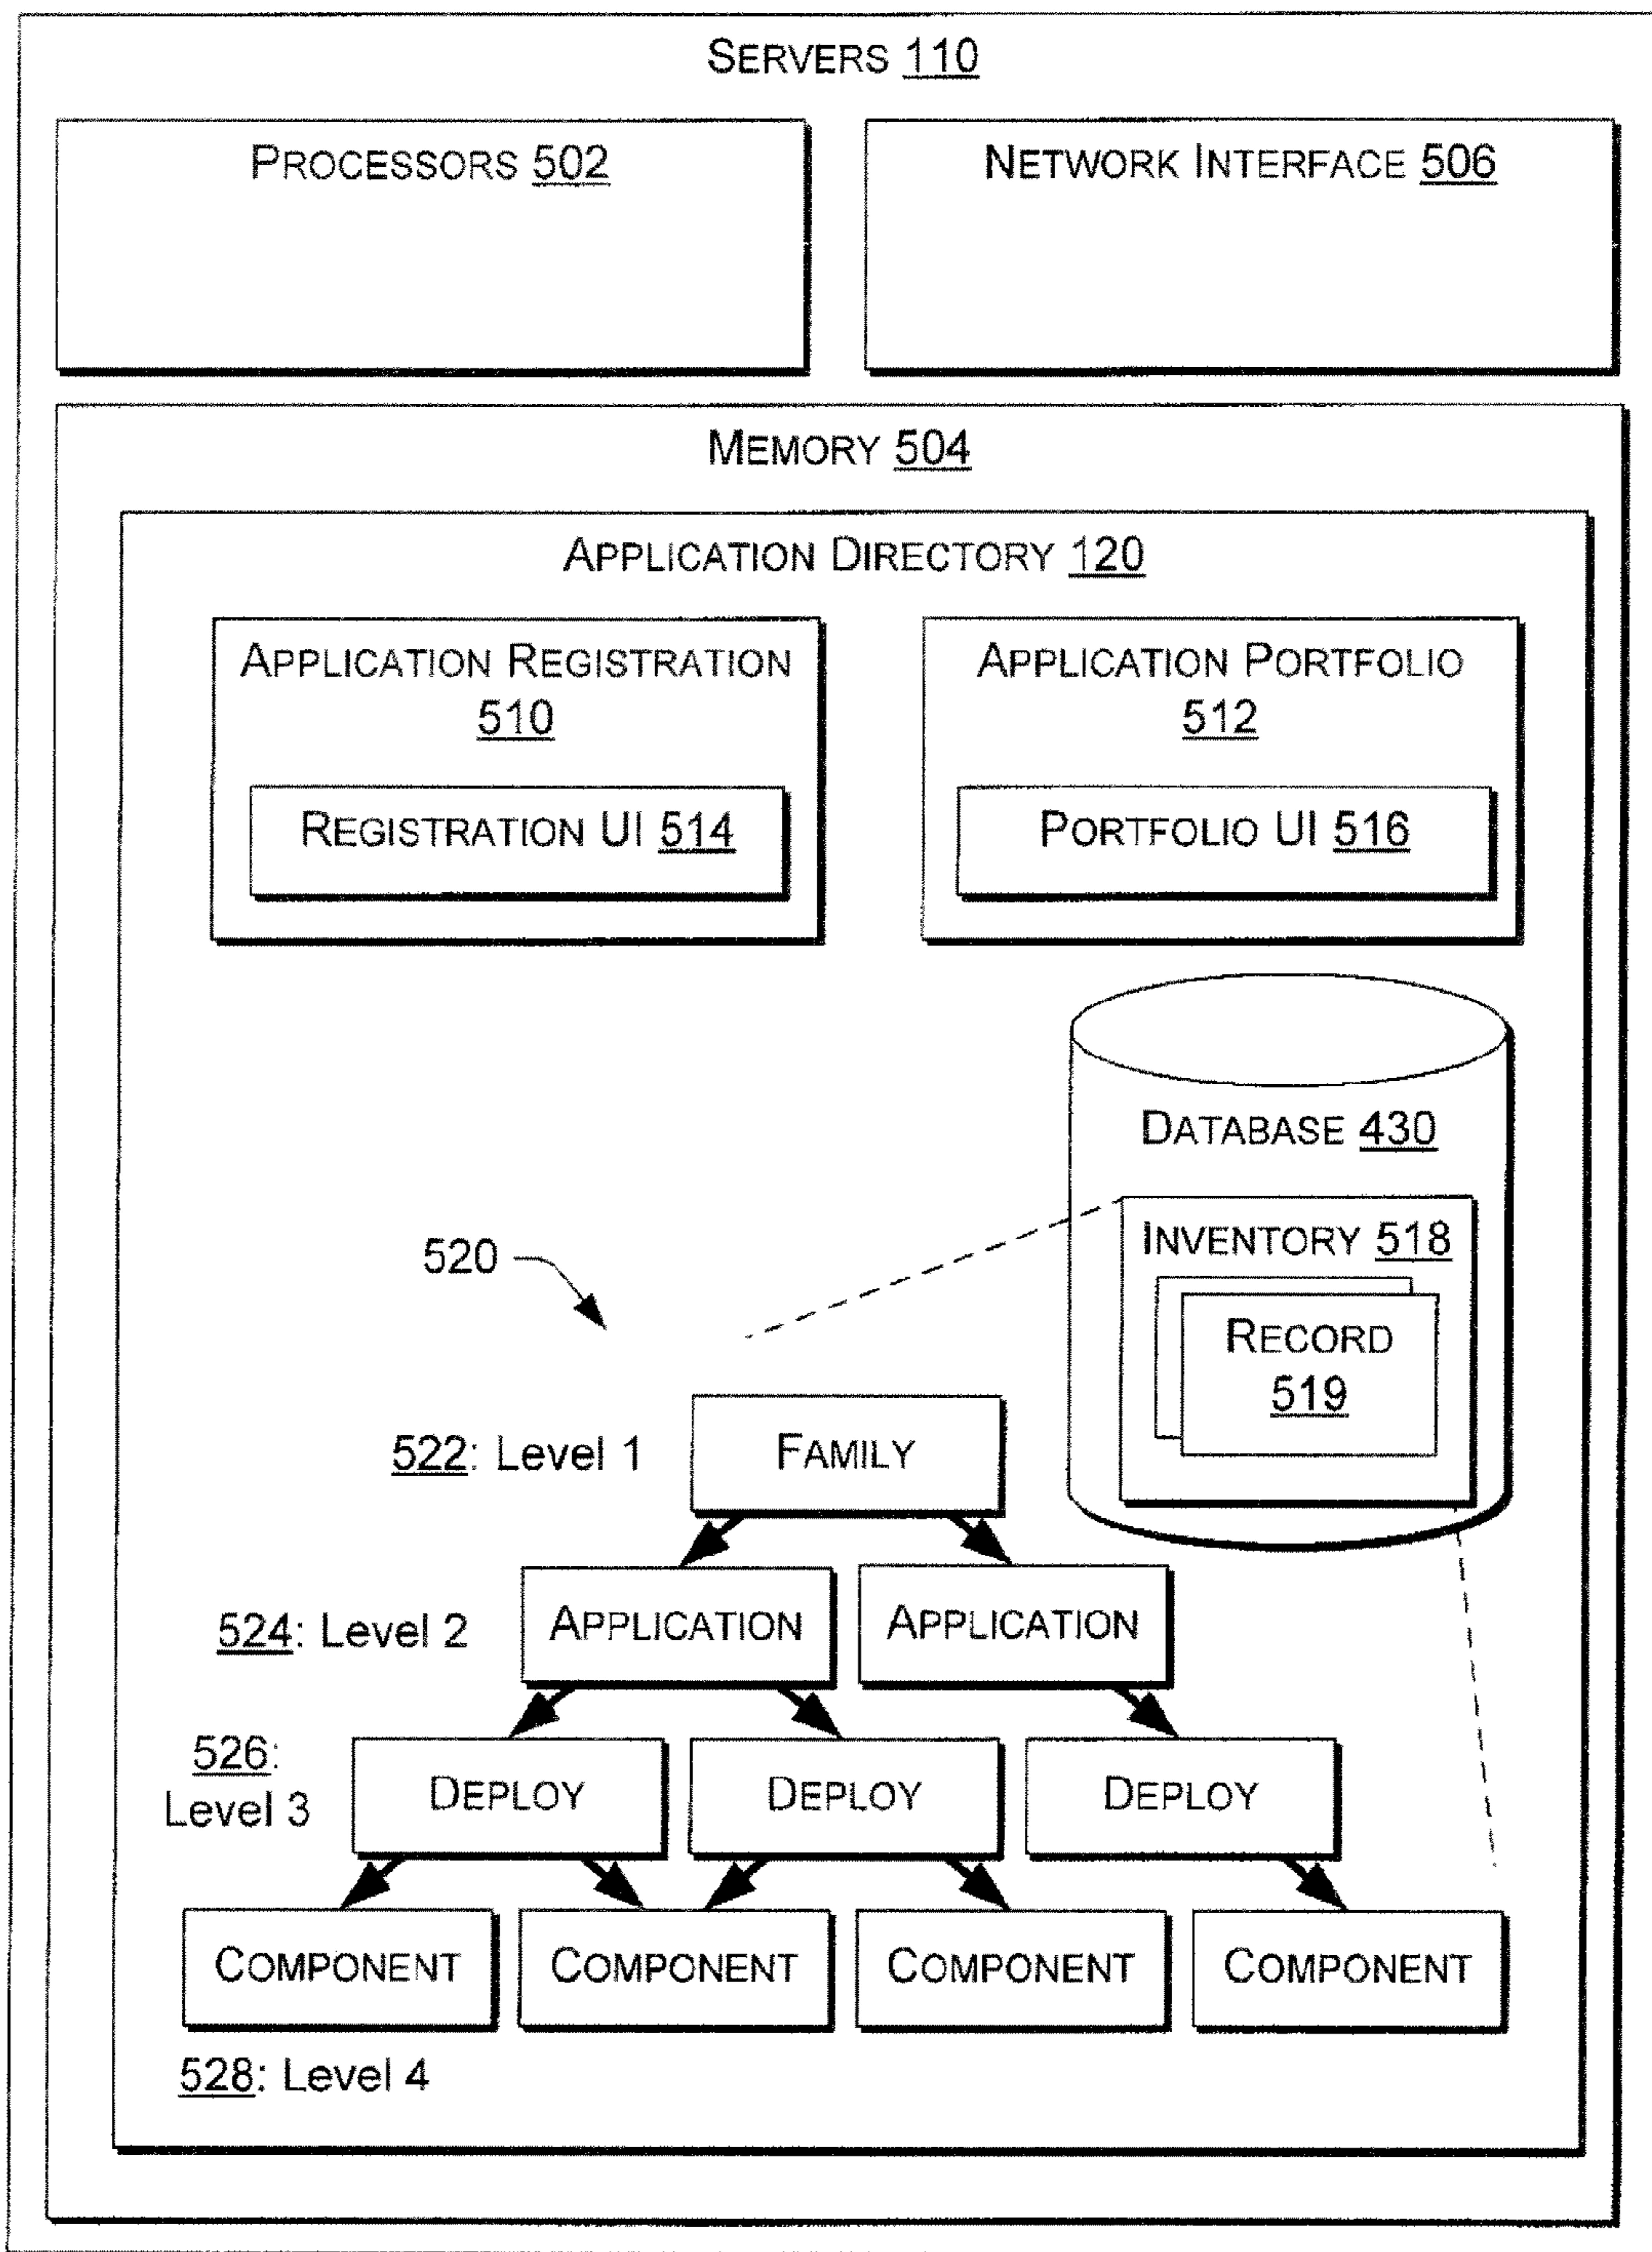 SERVERS 110
PROCESSORS 502
NETWORK INTERFACE 506
MEMORY 504
APPLICATION DIRECTORY 120
APPLICATION REGISTRATION
510
REGISTRATION UI 514
APPLICATION PORTFOLIO
512
PORTFOLIO UI 516
DATABASE 430
INVENTORY 518
RECORD
519
520
522: Level 1
FAMILY
524: Level 2
APPLICATION
APPLICATION
526:
Level 3
DEPLOY
DEPLOY
DEPLOY
COMPONENT
COMPONENT
COMPONENT
COMPONENT
528: Level 4